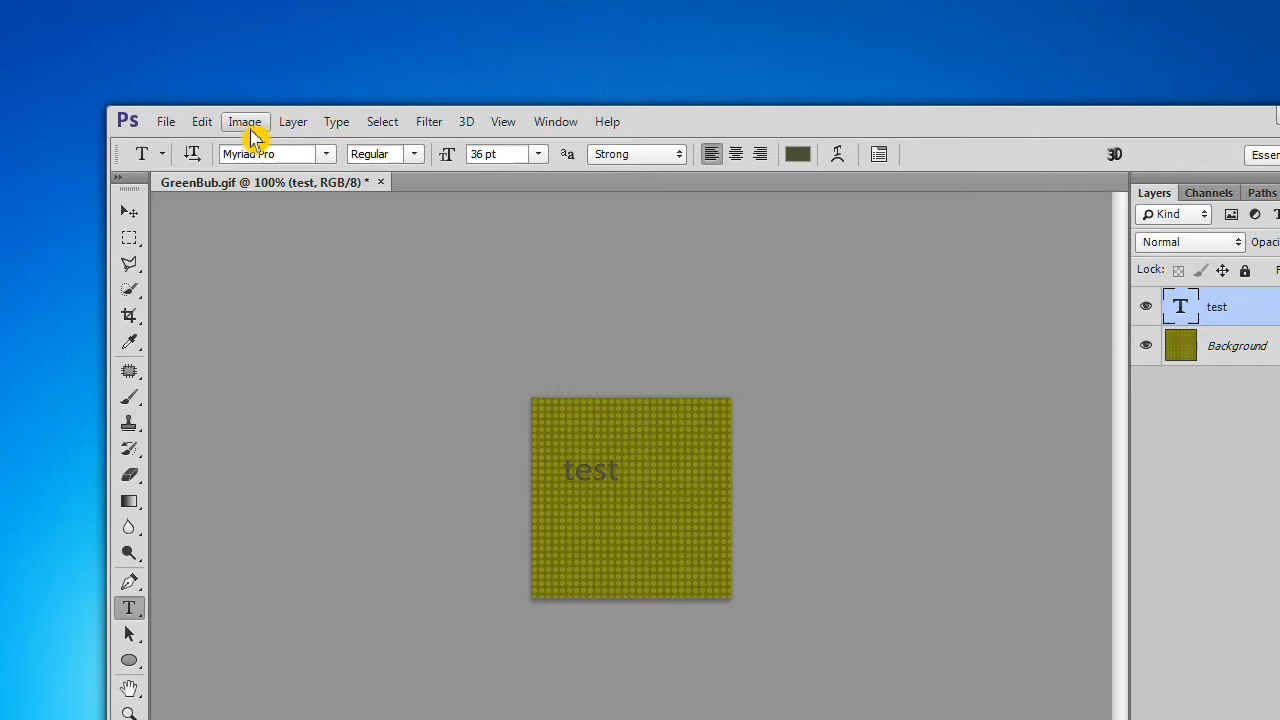 Ps File Edit Image Layer Type Select Filter 3D View Window Help
T Myriad Pro Regular T 36 pt aa Strong 3D
GreenBub.gif @ 100% (test, RGB/8) * ×
Layers Channels Paths
Kind
Normal
Lock:
T test
Background
test
T